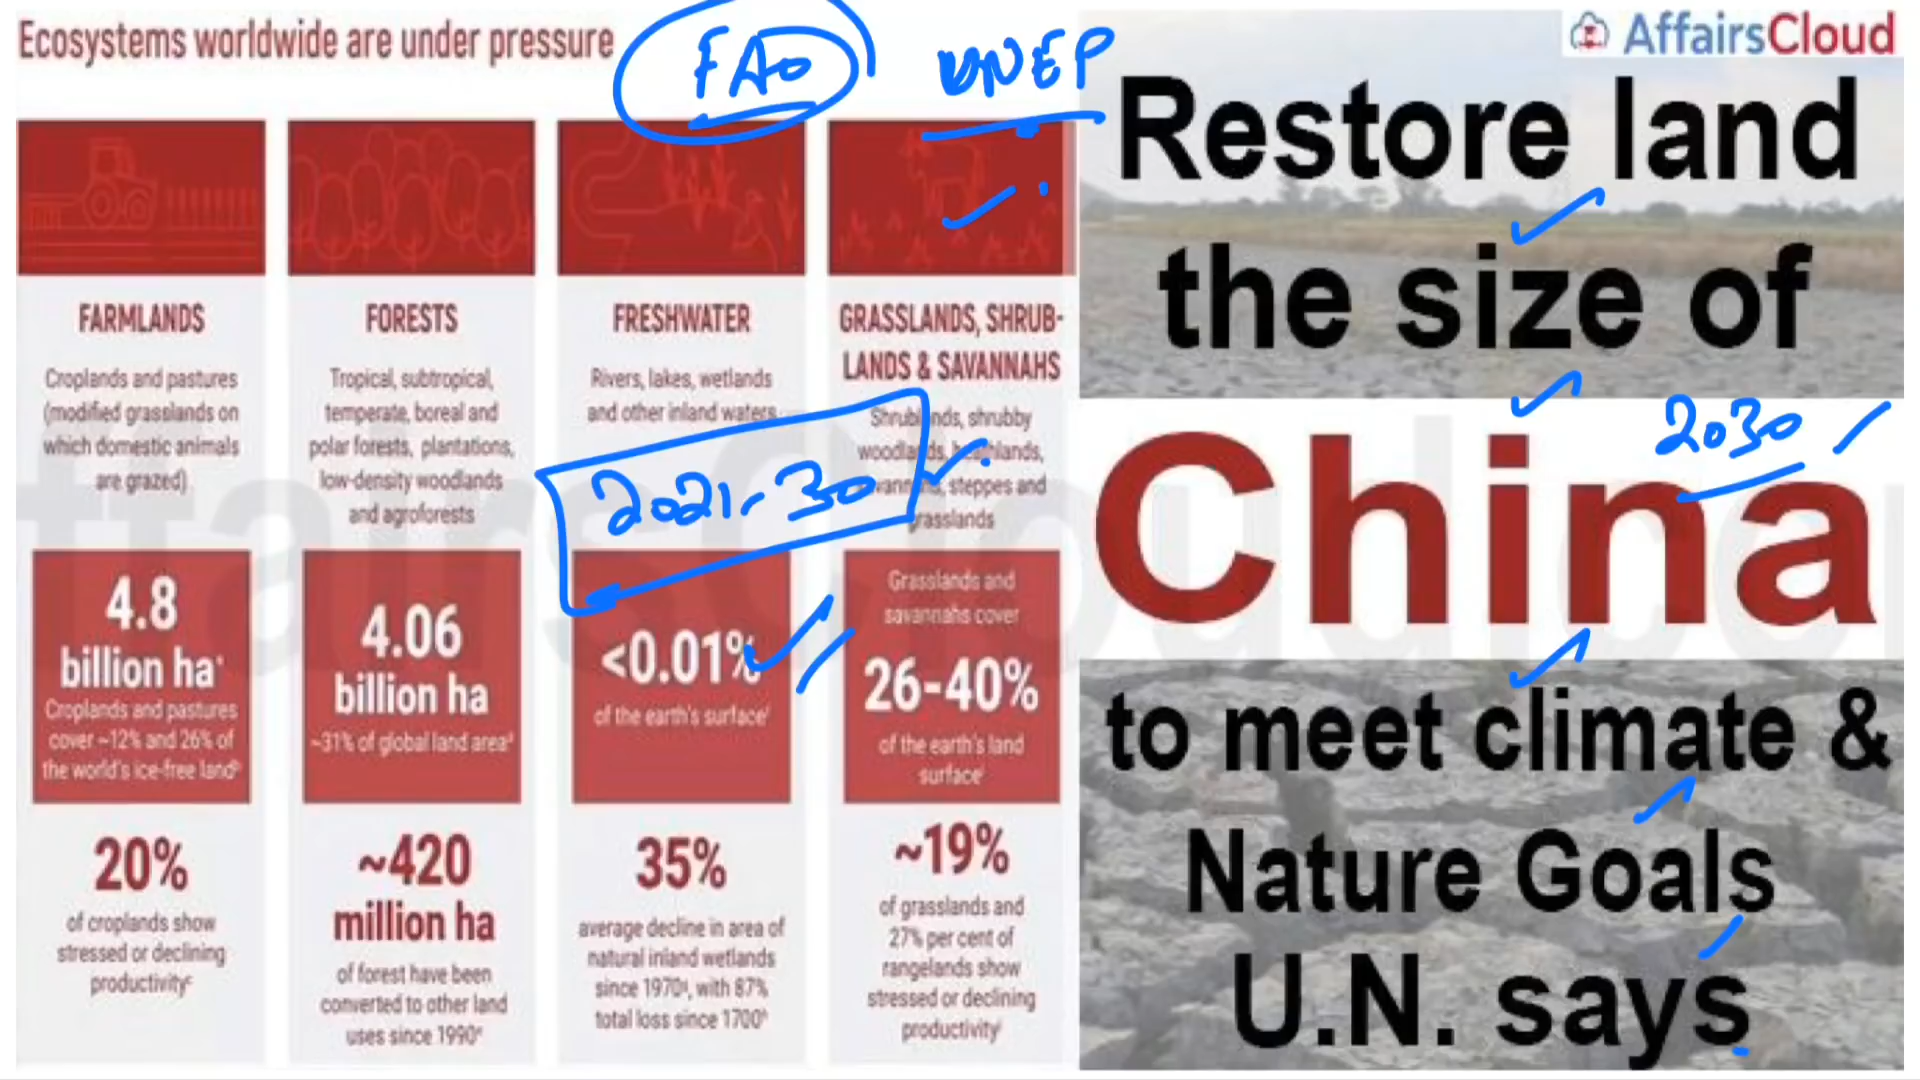 Ecosystems worldwide are under pressure
FAO
UNEP
FARMLANDS
Croplands and pastures
(modified grasslands on
which domestic animals
are grazed)
4.8
billion ha*
Croplands and pastures
cover ~12% and 26% of
the world's ice-free land
20%
of croplands show
stressed or declining
productivity
FORESTS
Tropical, subtropical,
temperate, boreal and
polar forests, plantations,
low-density woodlands
and agroforests
4.06
billion ha
~31% of global land area
~420
million ha
of forest have been
converted to other land
uses since 1990
FRESHWATER
Rivers, lakes, wetlands
and other inland waters
2021-30
<0.01%
of the earth's surface
35%
average decline in area of
natural inland wetlands
since 1970, with 87%
total loss since 1700
GRASSLANDS, SHRUB-
LANDS & SAVANNAHS
Shrublands, shrubby
woodlands, heathlands,
steppes and
grasslands
Grasslands and
savannahs cover
26-40%
of the earth's land
surface
~19%
of grasslands and
27% per cent of
rangelands show
stressed or declining
productivity
AffairsCloud
Restore land
the size of
2030
China
to meet climate &
Nature Goals
U.N. says